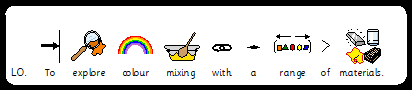 LO. To explore colour mixing with a range of materials.